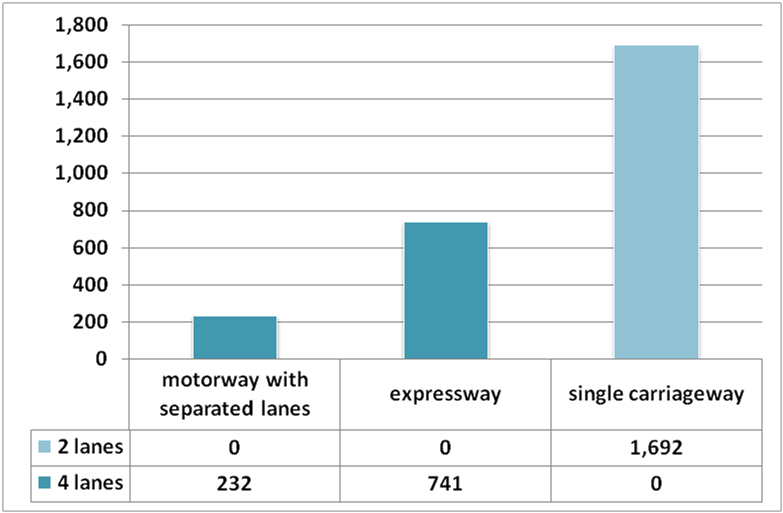 1,800
1,600
1,400
1,200
1,000
800
600
400
200
0
motorway with
separated lanes
expressway
single carriageway
2 lanes 0 0 1,692
4 lanes 232 741 0